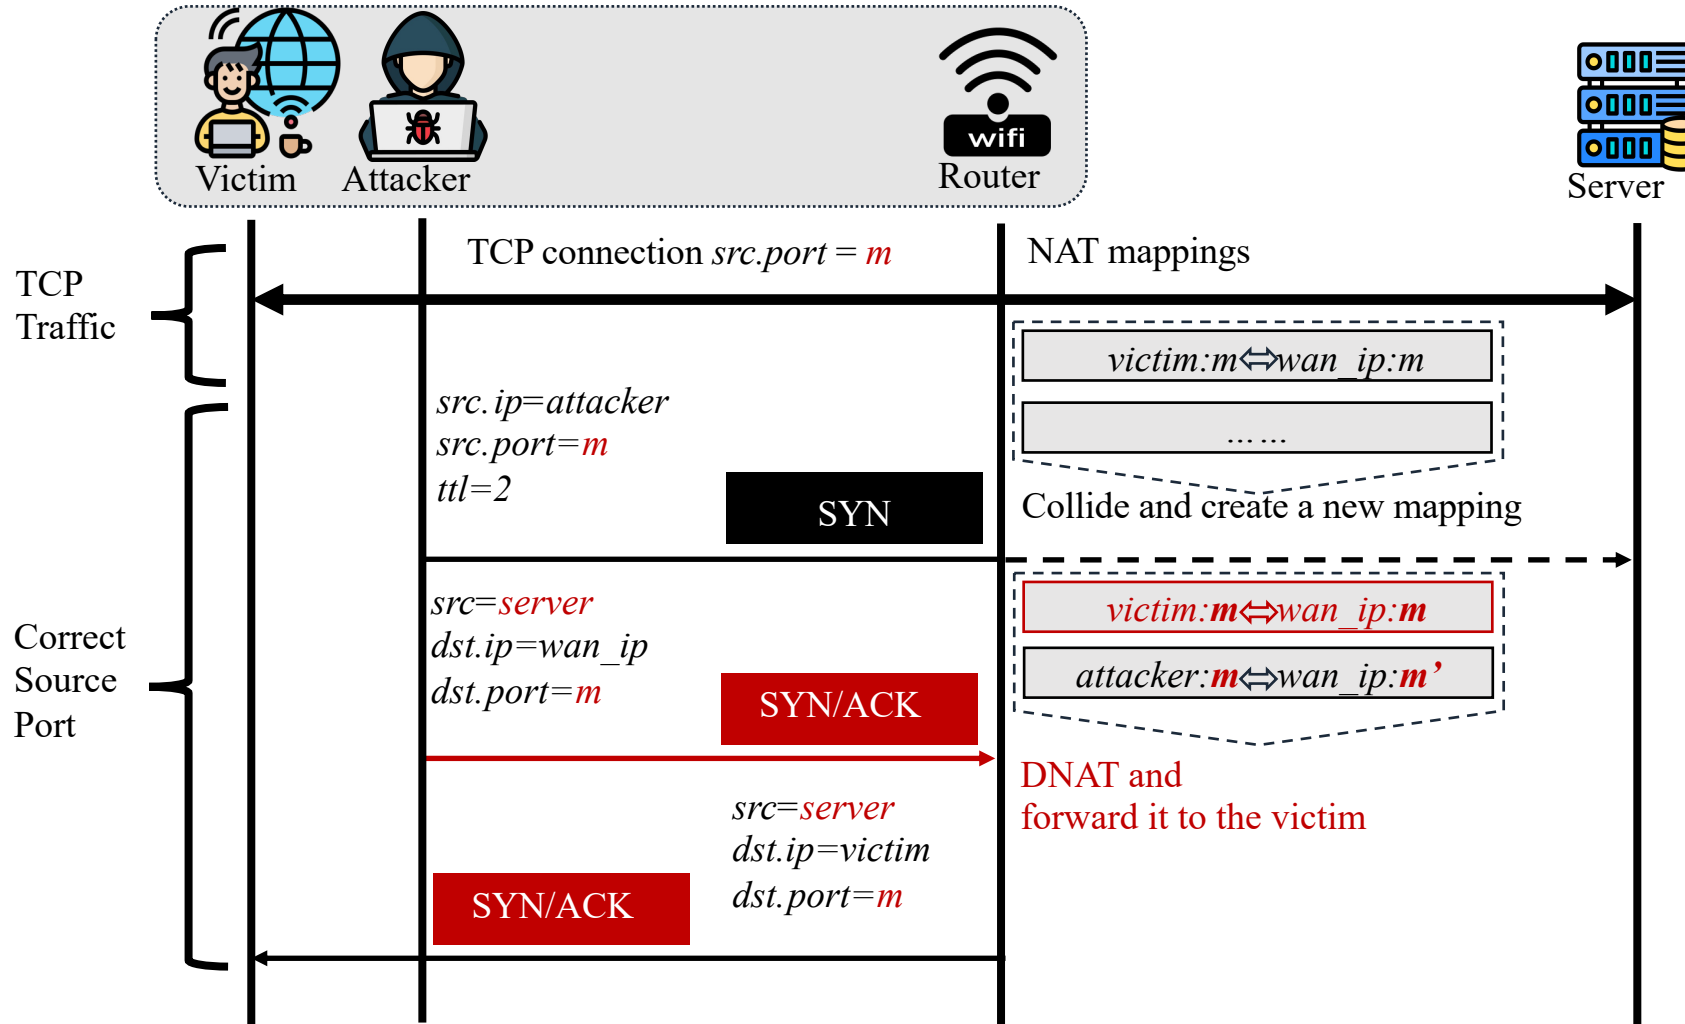 wifi
Victim
Attacker
Router
Server
TCP connection src.port = m
NAT mappings
TCP
Traffic
victim:m⇔wan_ip:m
... ...
src.ip=attacker
src.port=m
ttl=2
SYN
Collide and create a new mapping
Correct
Source
Port
src=server
dst.ip=wan_ip
dst.port=m
SYN/ACK
victim:m⇔wan_ip:m
attacker:m⇔wan_ip:m’
DNAT and
forward it to the victim
src=server
dst.ip=victim
dst.port=m
SYN/ACK